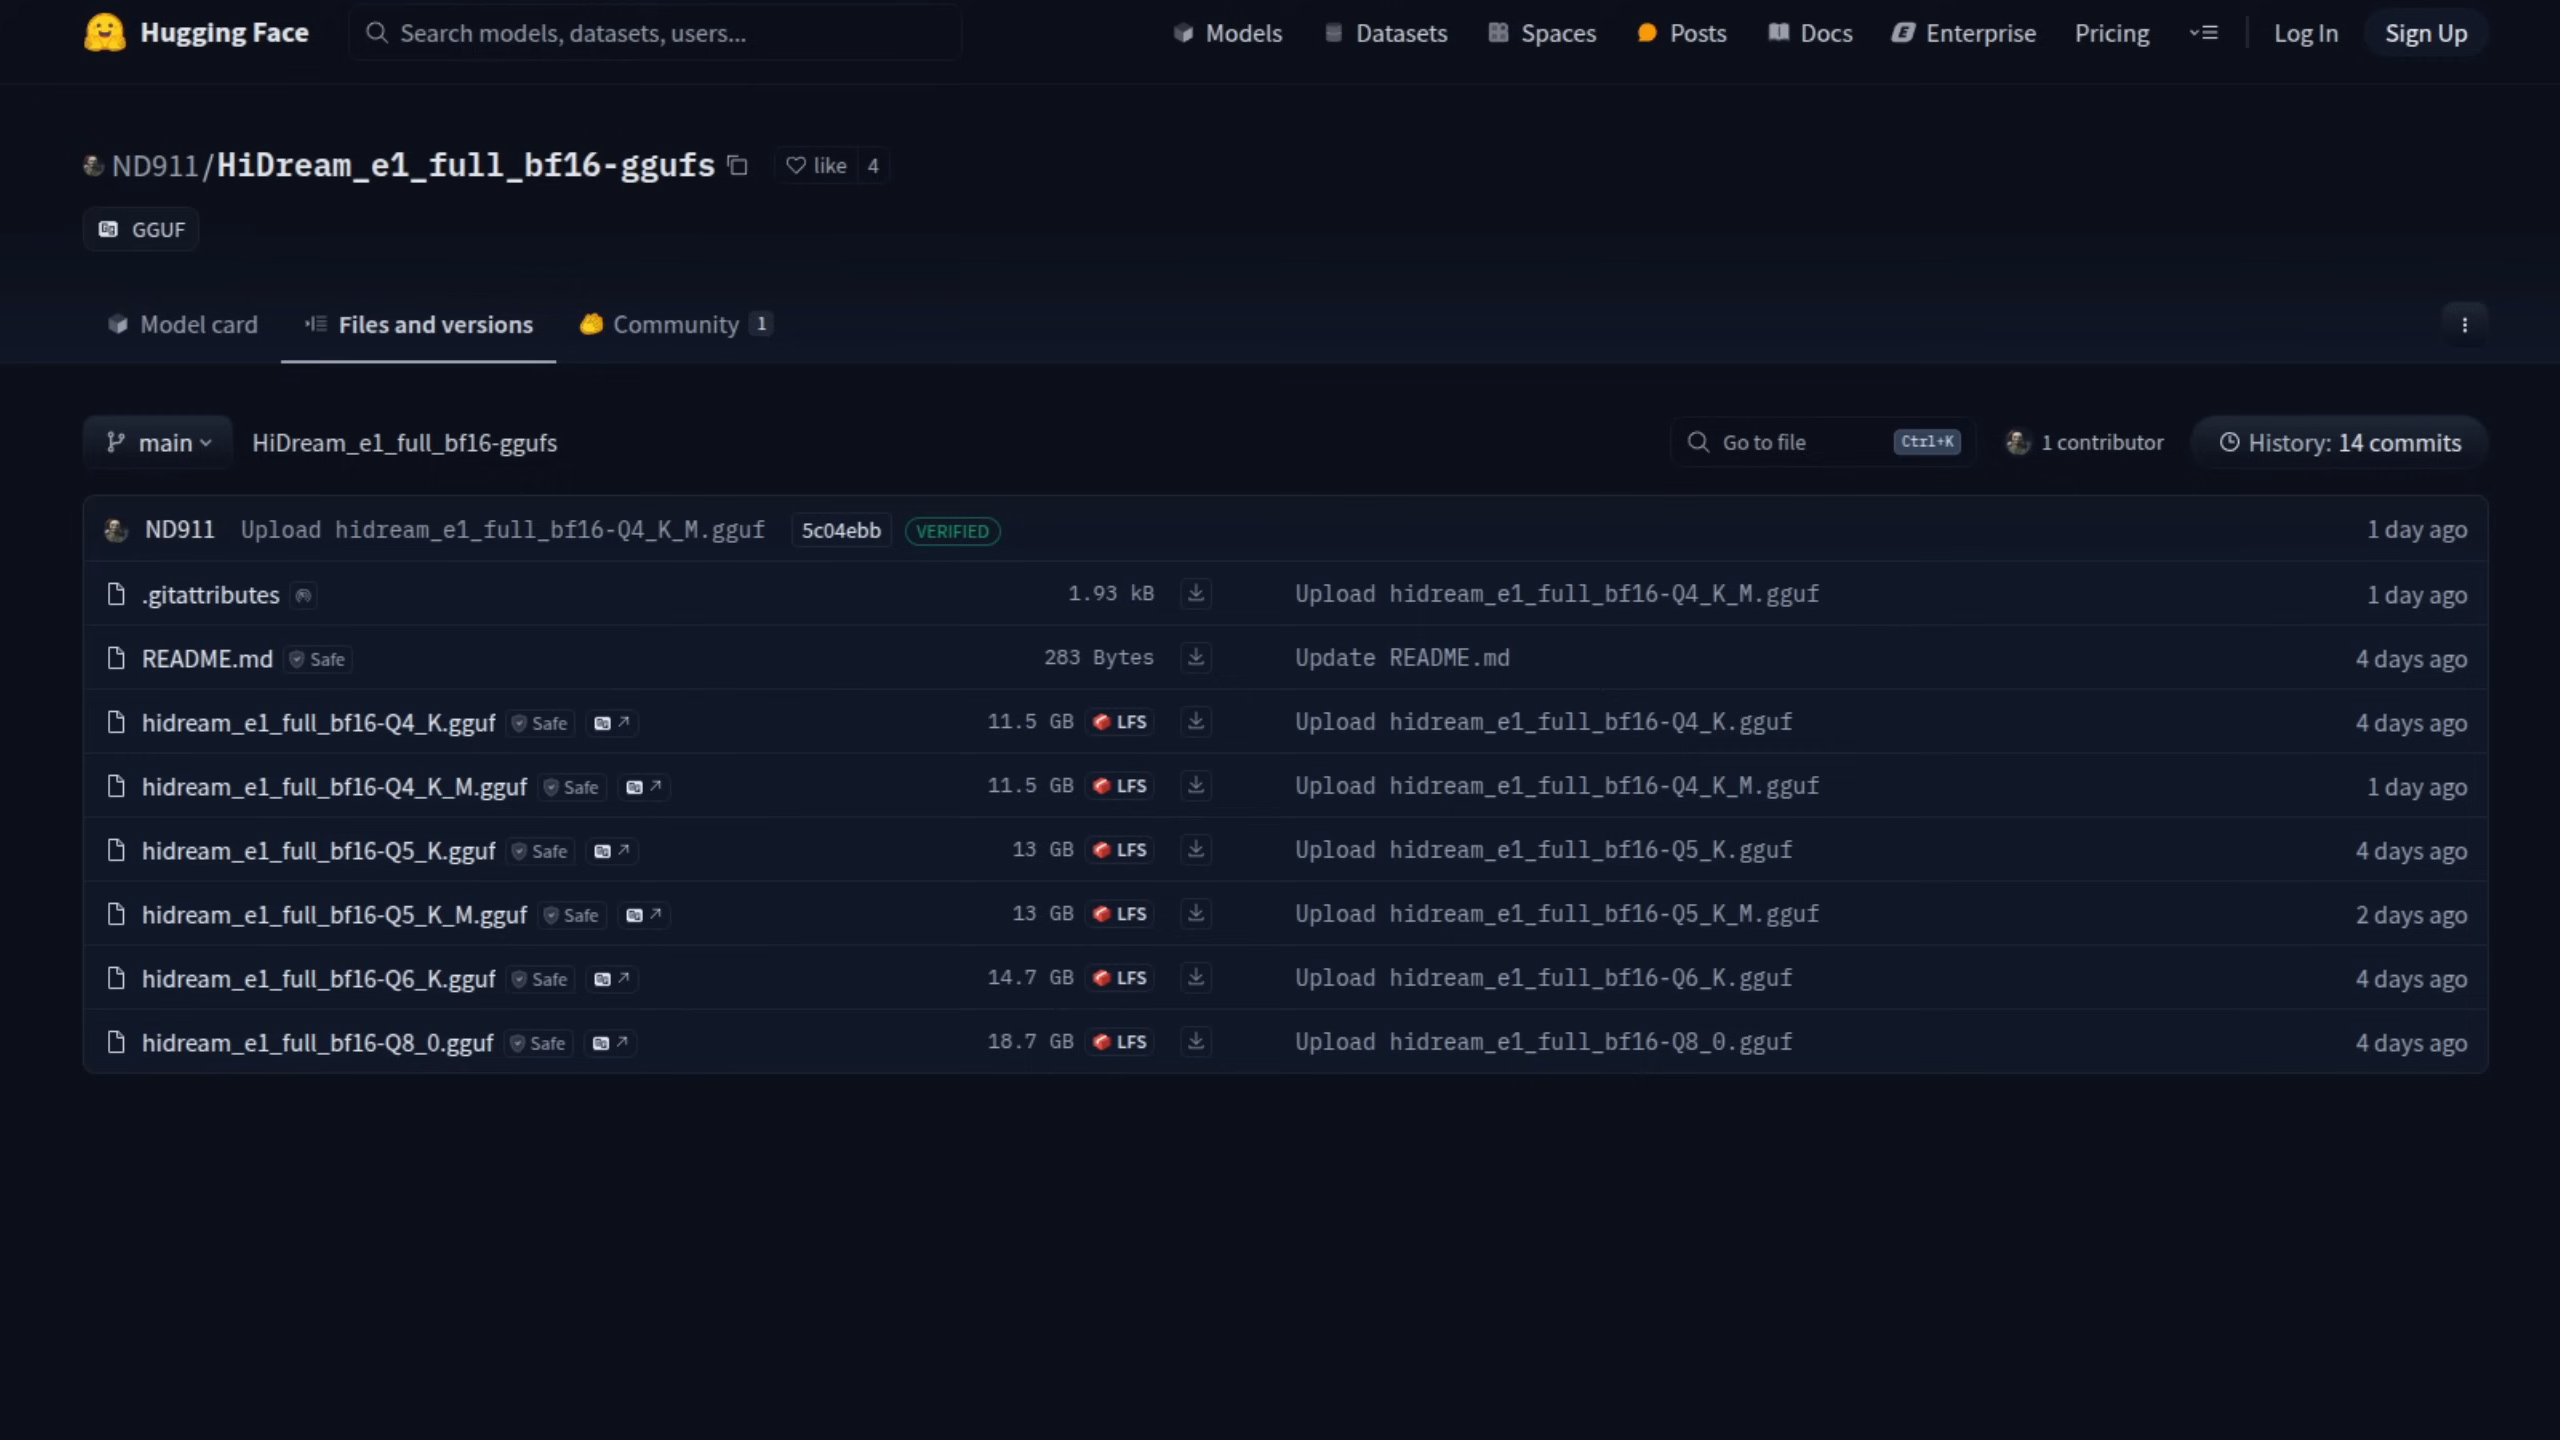 Hugging Face Search models, datasets, users... Models Datasets Spaces Posts Docs Enterprise Pricing Log In Sign Up
ND911/HiDream_e1_full_bf16-ggufs like 4
GGUF
Model card Files and versions Community 1
main HiDream_e1_full_bf16-ggufs Go to file Ctrl+K 1 contributor History: 14 commits
ND911 Upload hidream_e1_full_bf16-Q4_K_M.gguf 5c04ebb VERIFIED 1 day ago
.gitattributes 1.93 kB Upload hidream_e1_full_bf16-Q4_K_M.gguf 1 day ago
README.md Safe 283 Bytes Update README.md 4 days ago
hidream_e1_full_bf16-Q4_K.gguf Safe 11.5 GB LFS Upload hidream_e1_full_bf16-Q4_K.gguf 4 days ago
hidream_e1_full_bf16-Q4_K_M.gguf Safe 11.5 GB LFS Upload hidream_e1_full_bf16-Q4_K_M.gguf 1 day ago
hidream_e1_full_bf16-Q5_K.gguf Safe 13 GB LFS Upload hidream_e1_full_bf16-Q5_K.gguf 4 days ago
hidream_e1_full_bf16-Q5_K_M.gguf Safe 13 GB LFS Upload hidream_e1_full_bf16-Q5_K_M.gguf 2 days ago
hidream_e1_full_bf16-Q6_K.gguf Safe 14.7 GB LFS Upload hidream_e1_full_bf16-Q6_K.gguf 4 days ago
hidream_e1_full_bf16-Q8_0.gguf Safe 18.7 GB LFS Upload hidream_e1_full_bf16-Q8_0.gguf 4 days ago